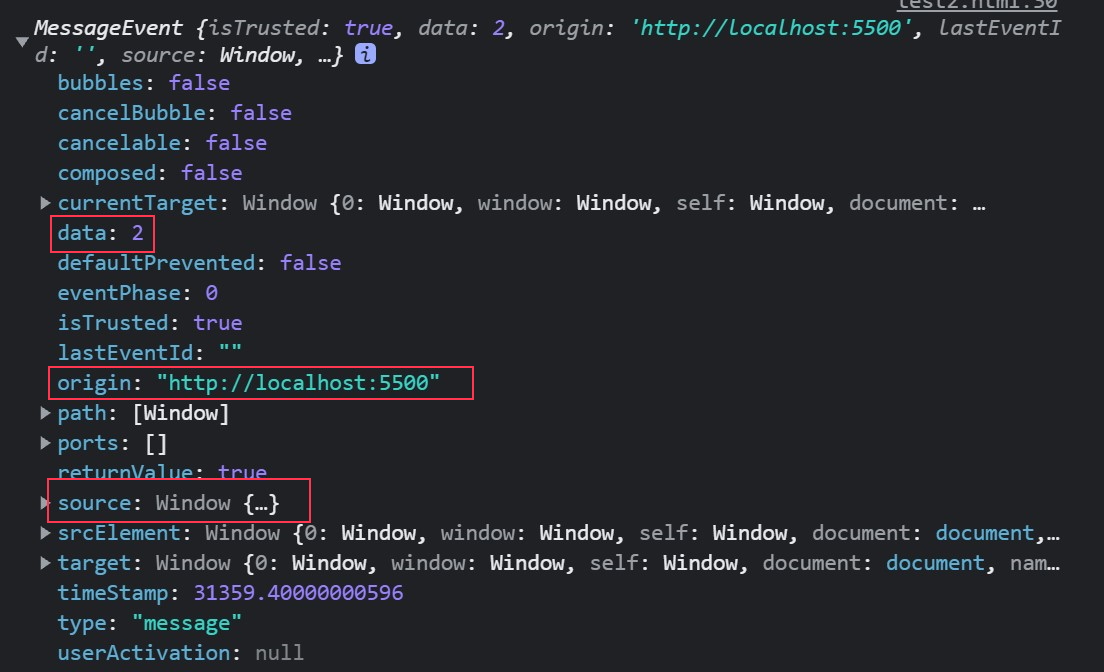 test2.html:30
MessageEvent {isTrusted: true, data: 2, origin: 'http://localhost:5500', lastEventI
d: '', source: Window, …} i
bubbles: false
cancelBubble: false
cancelable: false
composed: false
currentTarget: Window {0: Window, window: Window, self: Window, document: …
data: 2
defaultPrevented: false
eventPhase: 0
isTrusted: true
lastEventId: ""
origin: "http://localhost:5500"
path: [Window]
ports: []
returnValue: true
source: Window {…}
srcElement: Window {0: Window, window: Window, self: Window, document: document,…
target: Window {0: Window, window: Window, self: Window, document: document, nam…
timeStamp: 31359.40000000596
type: "message"
userActivation: null